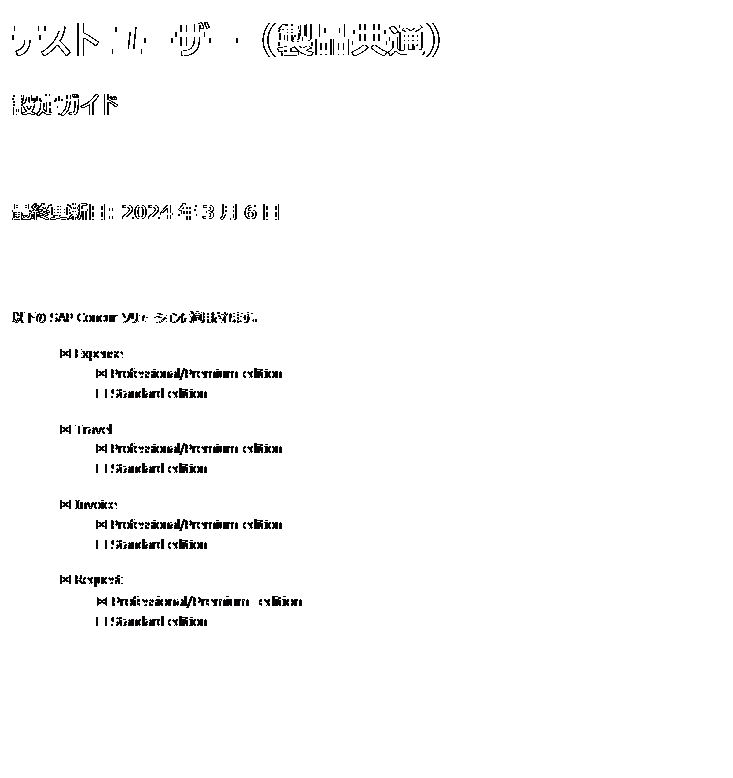 テスト ユーザー（製品共通）
設定ガイド
最終更新日: 2024 年 3 月 6 日
以下の SAP Concur ソリューションに適用されます。
☒ Expense
☒ Professional/Premium edition
☐ Standard edition
☒ Travel
☒ Professional/Premium edition
☐ Standard edition
☒ Invoice
☒ Professional/Premium edition
☐ Standard edition
☒ Request
☒ Professional/Premium edition
☐ Standard edition